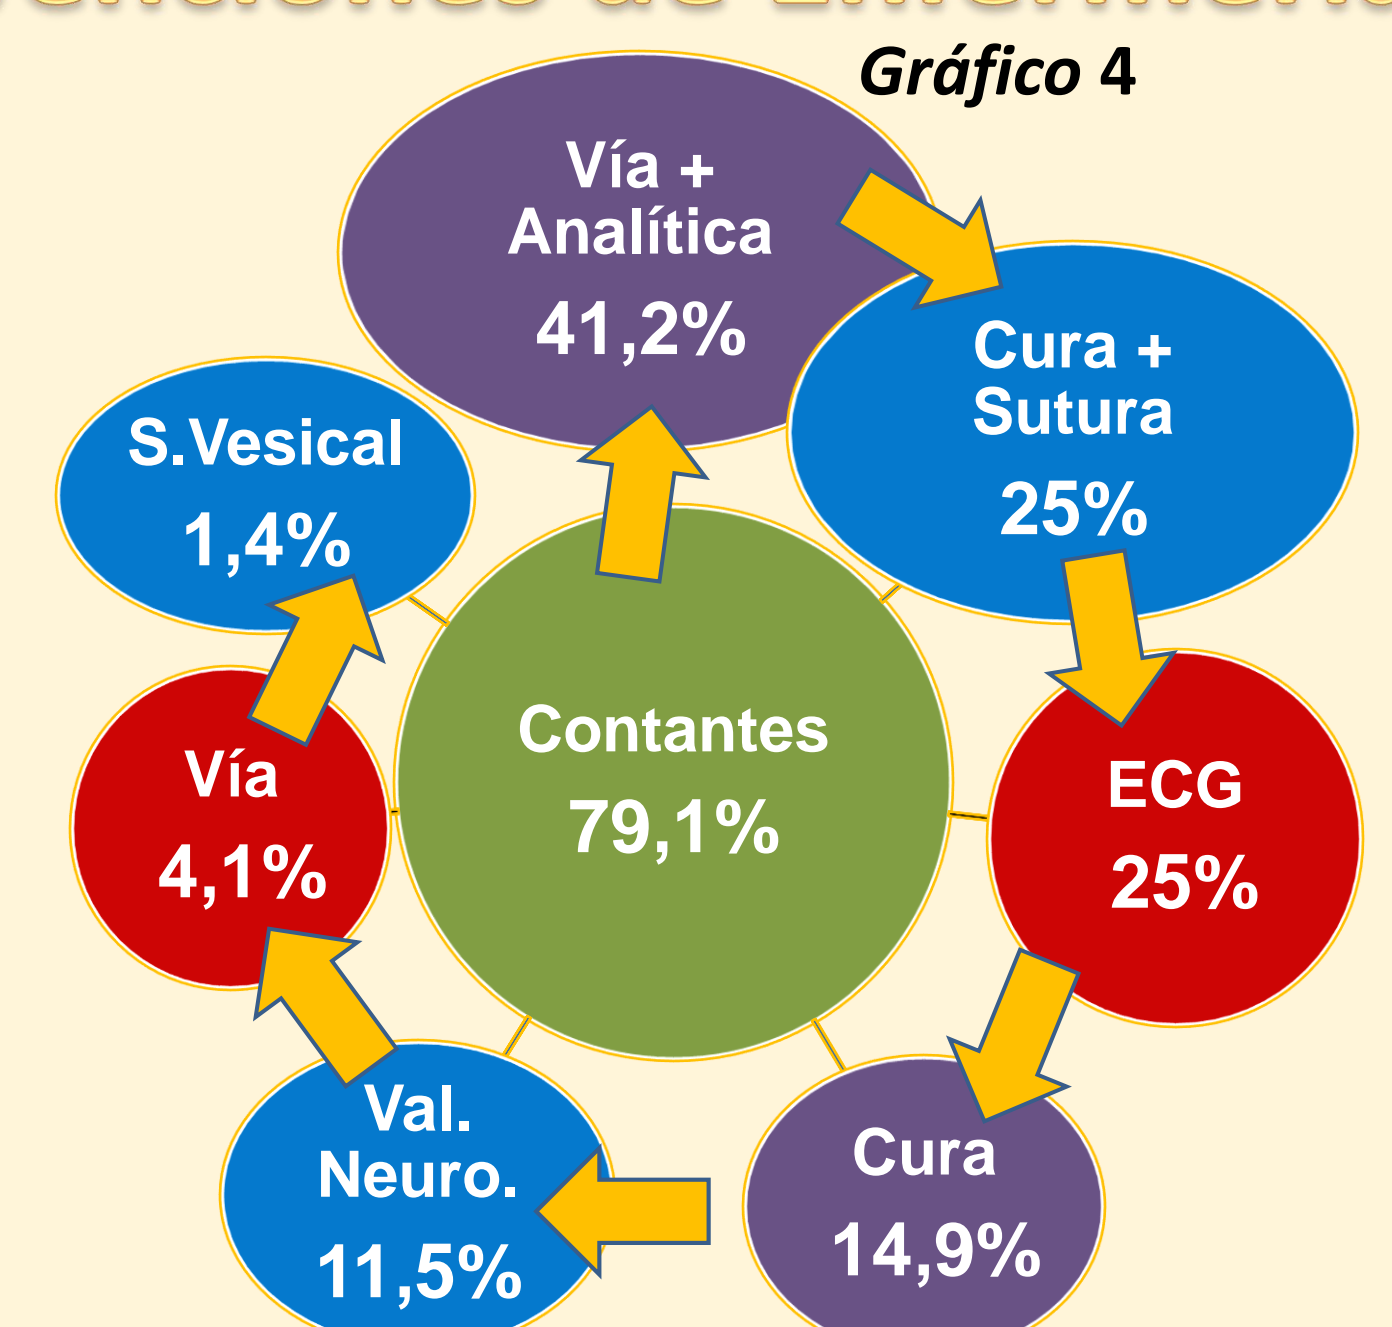 Gráfico 4
Vía +
Analítica
41,2%
Cura +
Sutura
25%
S.Vesical
1,4%
Contantes
79,1%
Vía
4,1%
ECG
25%
Val.
Neuro.
11,5%
Cura
14,9%